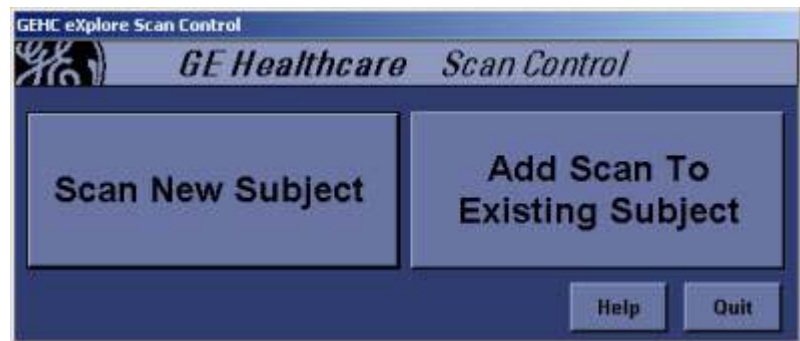 GEHC eXplore Scan Control
GE Healthcare Scan Control
Scan New Subject
Add Scan To
Existing Subject
Help
Quit